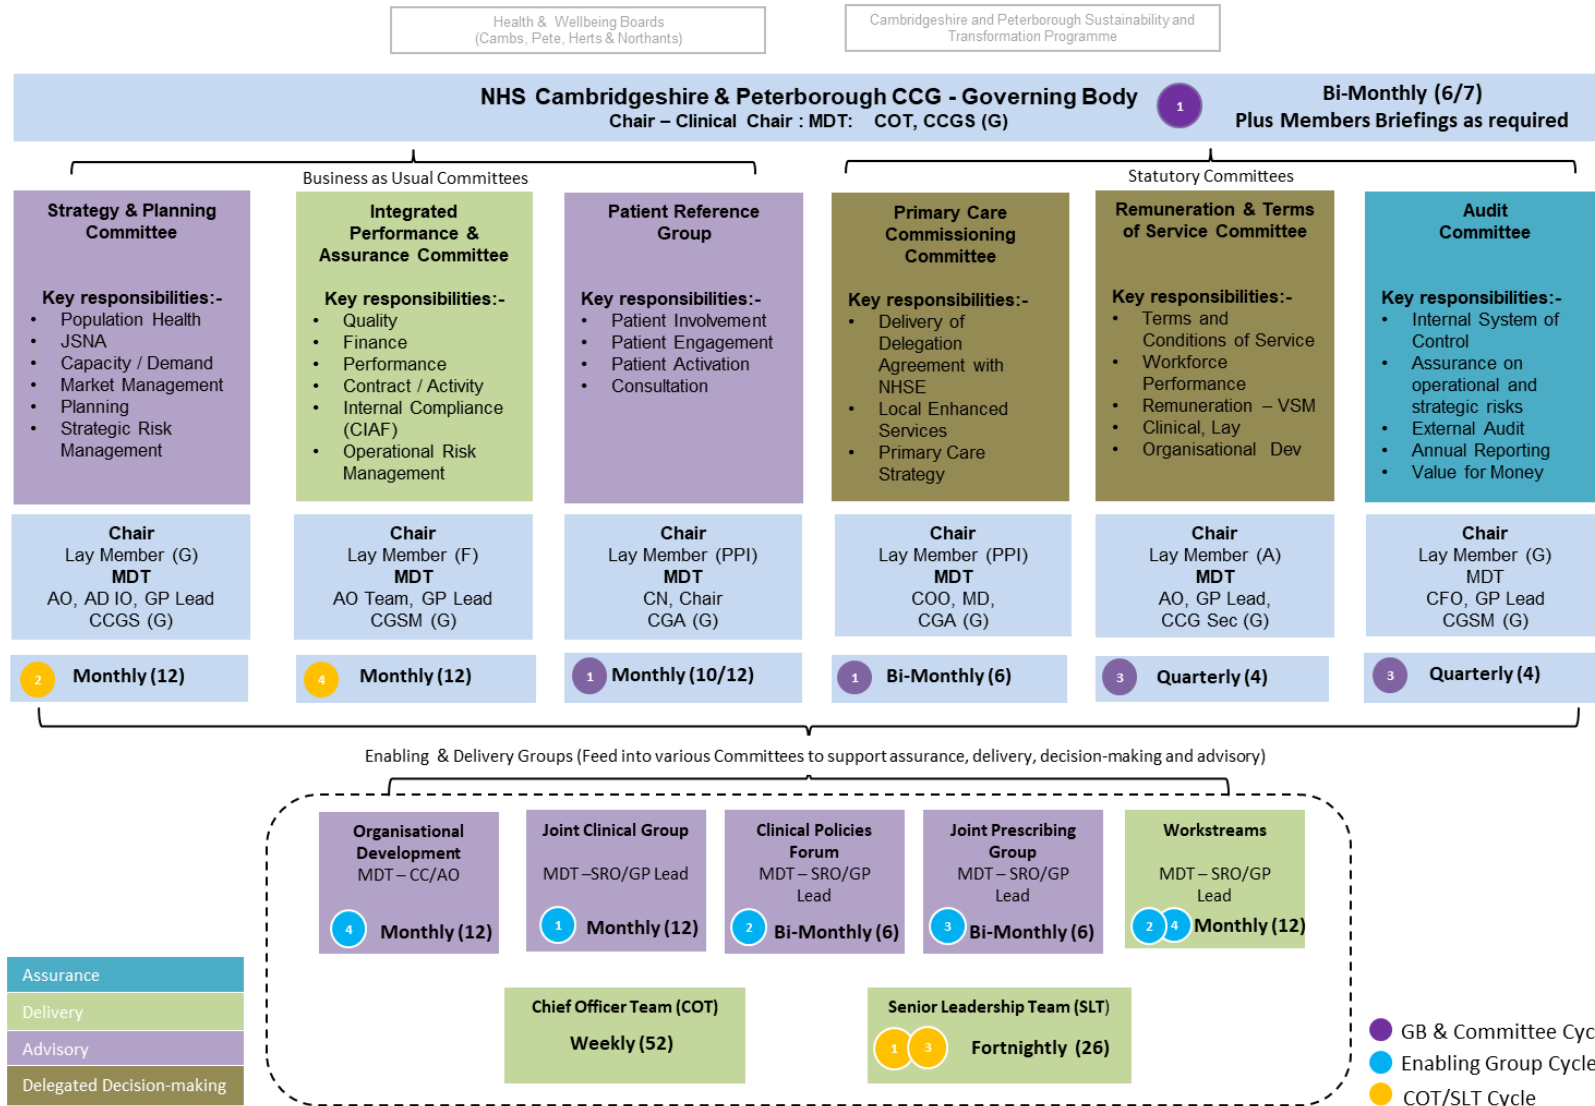 Health & Wellbeing Boards
(Cambs, Pete, Herts & Northants)
Cambridgeshire and Peterborough Sustainability and
Transformation Programme
NHS Cambridgeshire & Peterborough CCG - Governing Body
Chair – Clinical Chair : MDT: COT, CCGS (G)
1
Bi-Monthly (6/7)
Plus Members Briefings as required
Business as Usual Committees
Statutory Committees
Strategy & Planning
Committee
Key responsibilities:-
• Population Health
• JSNA
• Capacity / Demand
• Market Management
• Planning
• Strategic Risk
Management
Integrated
Performance &
Assurance Committee
Key responsibilities:-
• Quality
• Finance
• Performance
• Contract / Activity
• Internal Compliance
(CIAF)
• Operational Risk
Management
Patient Reference
Group
Key responsibilities:-
• Patient Involvement
• Patient Engagement
• Patient Activation
• Consultation
Primary Care
Commissioning
Committee
Key responsibilities:-
• Delivery of
Delegation
Agreement with
NHSE
• Local Enhanced
Services
• Primary Care
Strategy
Remuneration & Terms
of Service Committee
Key responsibilities:-
• Terms and
Conditions of Service
• Workforce
Performance
• Remuneration – VSM
• Clinical, Lay
• Organisational Dev
Audit
Committee
Key responsibilities:-
• Internal System of
Control
• Assurance on
operational and
strategic risks
• External Audit
• Annual Reporting
• Value for Money
Chair
Lay Member (G)
MDT
AO, AD IO, GP Lead
CCGS (G)
Chair
Lay Member (F)
MDT
AO Team, GP Lead
CGSM (G)
Chair
Lay Member (PPI)
MDT
CN, Chair
CGA (G)
Chair
Lay Member (PPI)
MDT
COO, MD,
CGA (G)
Chair
Lay Member (A)
MDT
AO, GP Lead,
CCG Sec (G)
Chair
Lay Member (G)
MDT
CFO, GP Lead
CGSM (G)
2 Monthly (12)
4 Monthly (12)
1 Monthly (10/12)
1 Bi-Monthly (6)
3 Quarterly (4)
3 Quarterly (4)
Enabling & Delivery Groups (Feed into various Committees to support assurance, delivery, decision-making and advisory)
Organisational
Development
MDT – CC/AO
4 Monthly (12)
Joint Clinical Group
MDT –SRO/GP Lead
1 Monthly (12)
Clinical Policies
Forum
MDT – SRO/GP
Lead
2 Bi-Monthly (6)
Joint Prescribing
Group
MDT – SRO/GP
Lead
3 Bi-Monthly (6)
Workstreams
MDT – SRO/GP
Lead
2 4 Monthly (12)
Chief Officer Team (COT)
Weekly (52)
Senior Leadership Team (SLT)
1 3 Fortnightly (26)
Assurance
Delivery
Advisory
Delegated Decision-making
GB & Committee Cyc
Enabling Group Cycle
COT/SLT Cycle